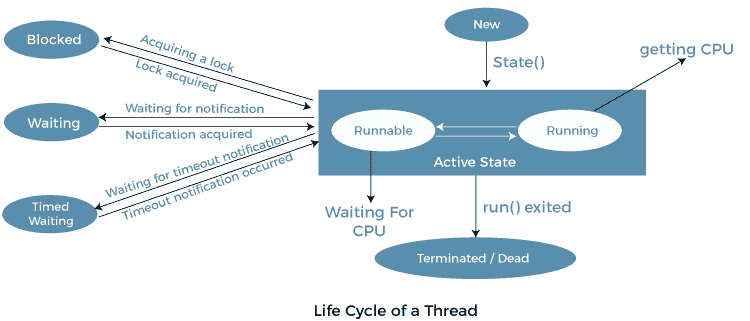 New
Blocked
Acquiring a lock
Lock acquired
State()
getting CPU
Waiting
Waiting for notification
Notification acquired
Runnable
Running
Active State
Timed
Waiting
Waiting for timeout notification
Timeout notification occurred
Waiting For
CPU
run() exited
Terminated / Dead
Life Cycle of a Thread